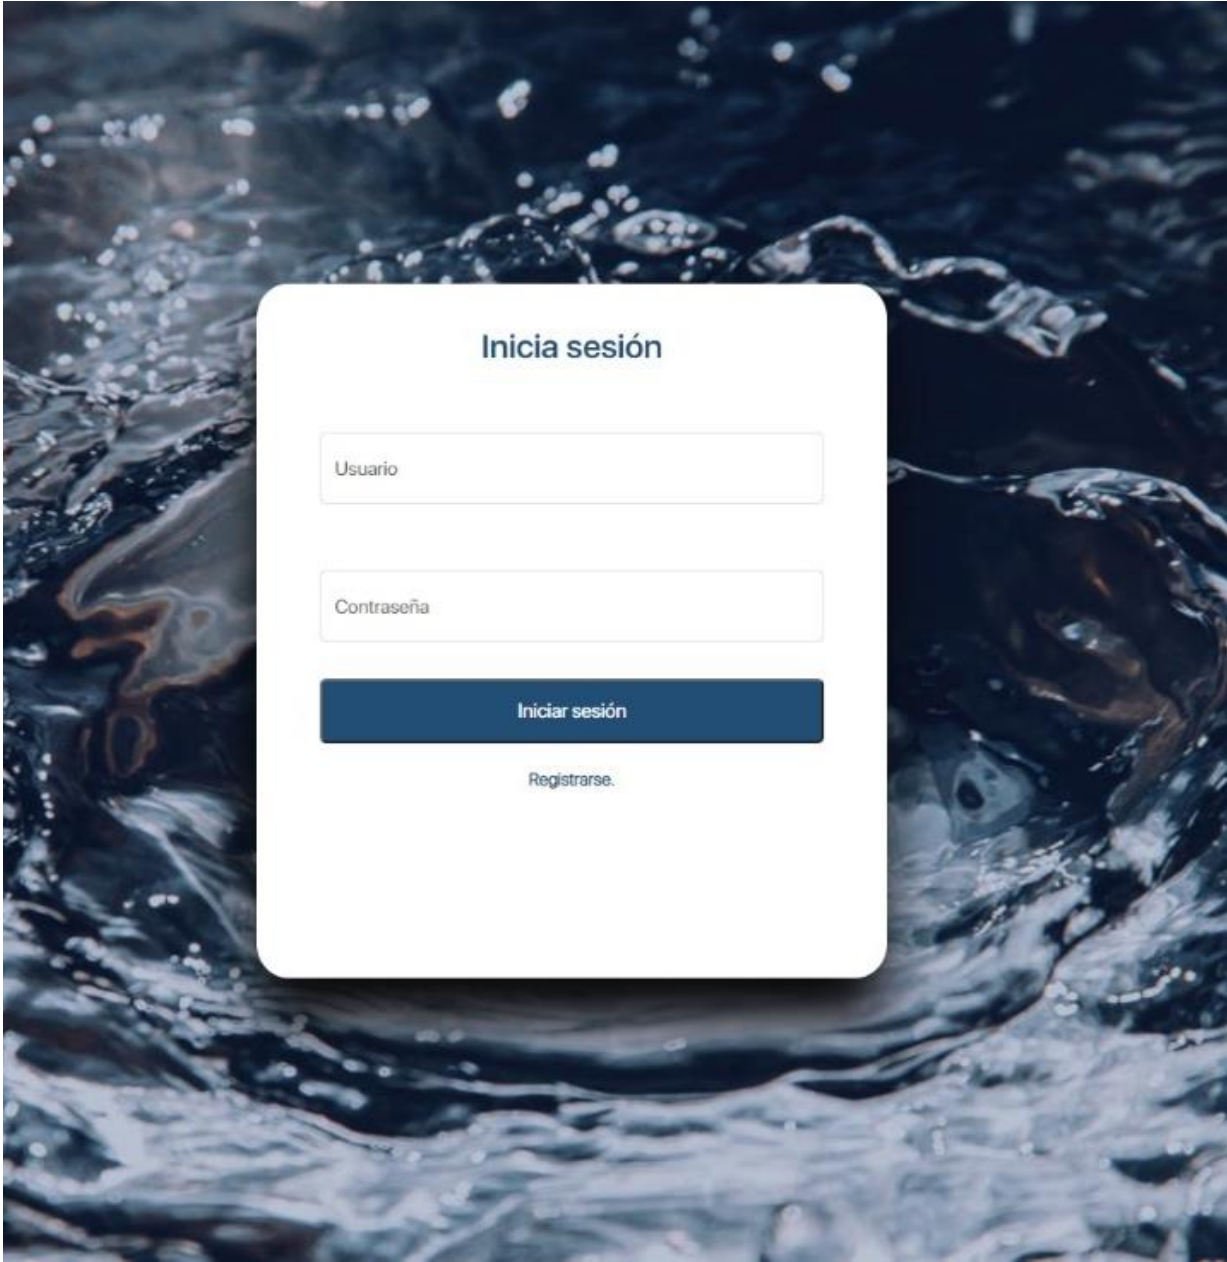 Inicia sesión
Usuario
Contraseña
Iniciar sesión
Registrarse.